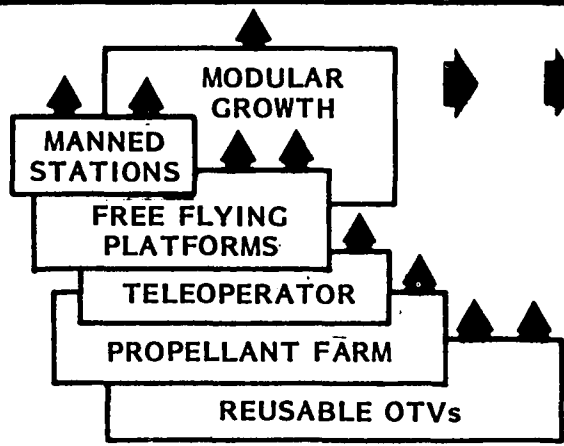 MODULAR
GROWTH
MANNED
STATIONS
FREE FLYING
PLATFORMS
TELEOPERATOR
PROPELLANT FARM
REUSABLE OTVs